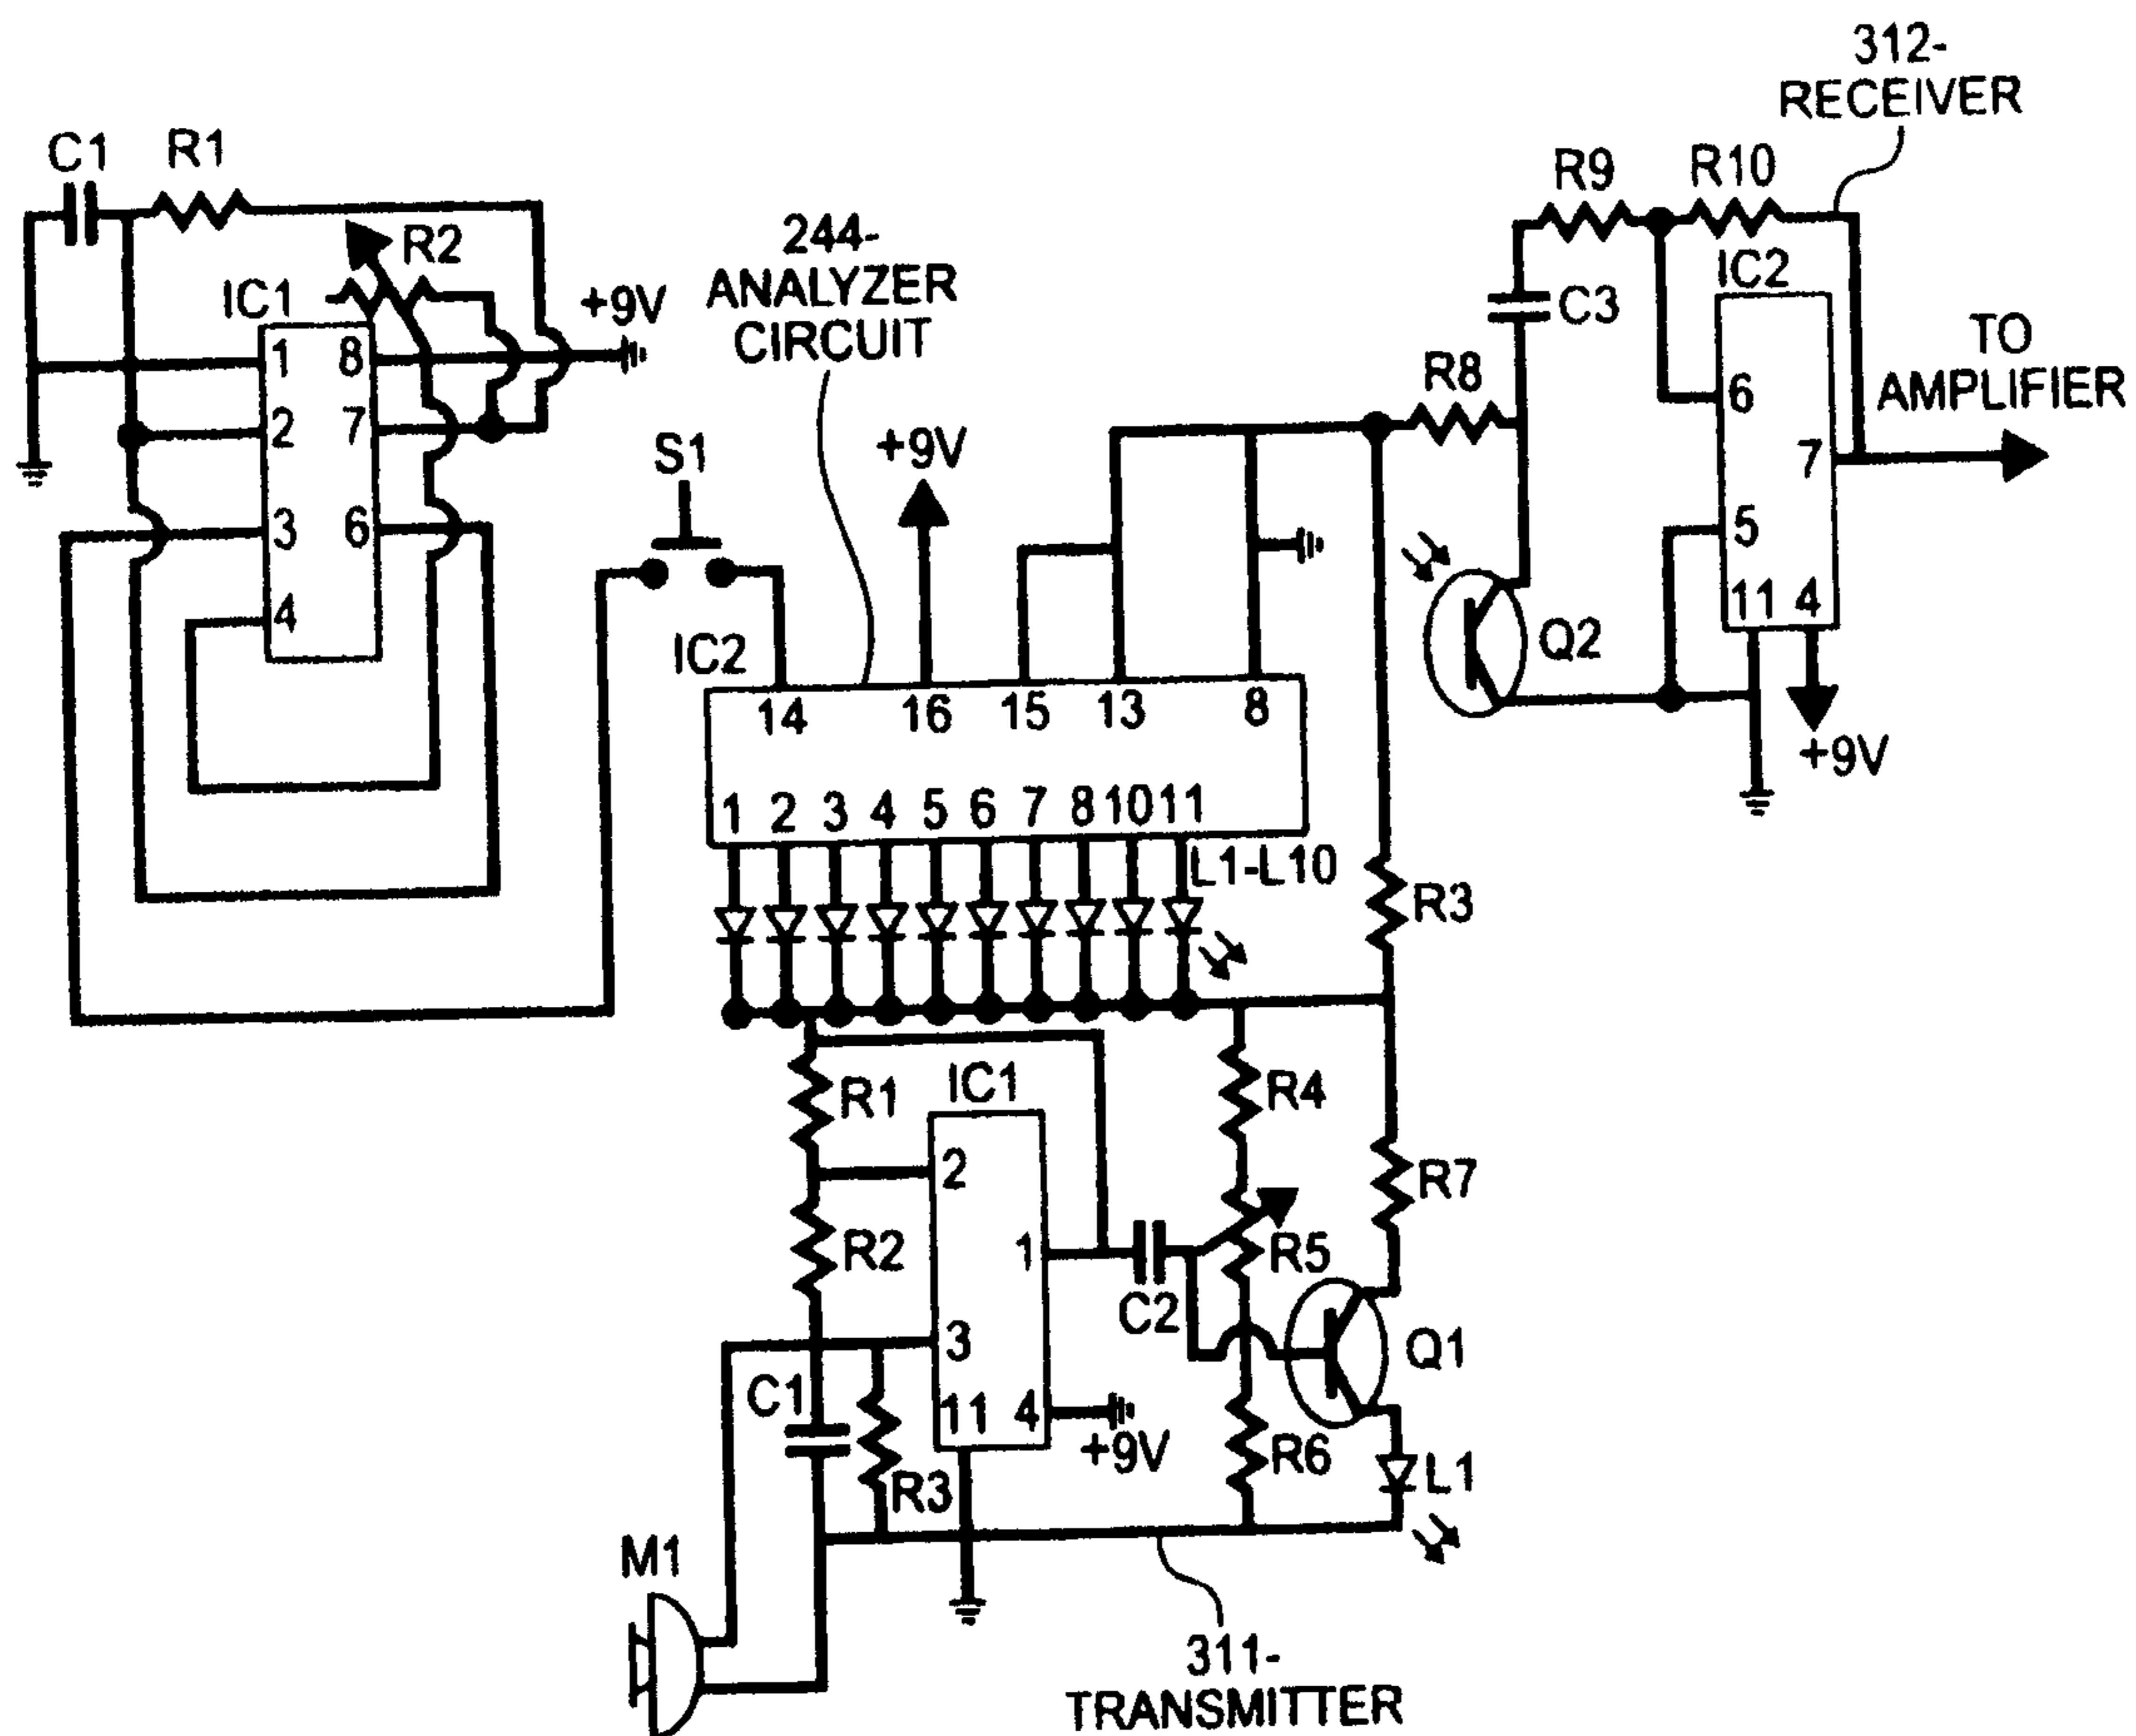 312-
RECEIVER
C1 R1
R9 R10
244-
ANALYZER
CIRCUIT
R2
IC1
+9V
IC2
C3
TO
AMPLIFIER
R8
1 8
2 7
3 6
4
S1
+9V
6
7
5
11 4
Q2
+9V
IC2
14 16 15 13 8
1 2 3 4 5 6 7 8 10 11
L1-L10
R3
R1
IC1
R4
2
R7
R2
1
R5
C2
3
Q1
C1
11 4
+9V
R3
R6
L1
M1
311-
TRANSMITTER